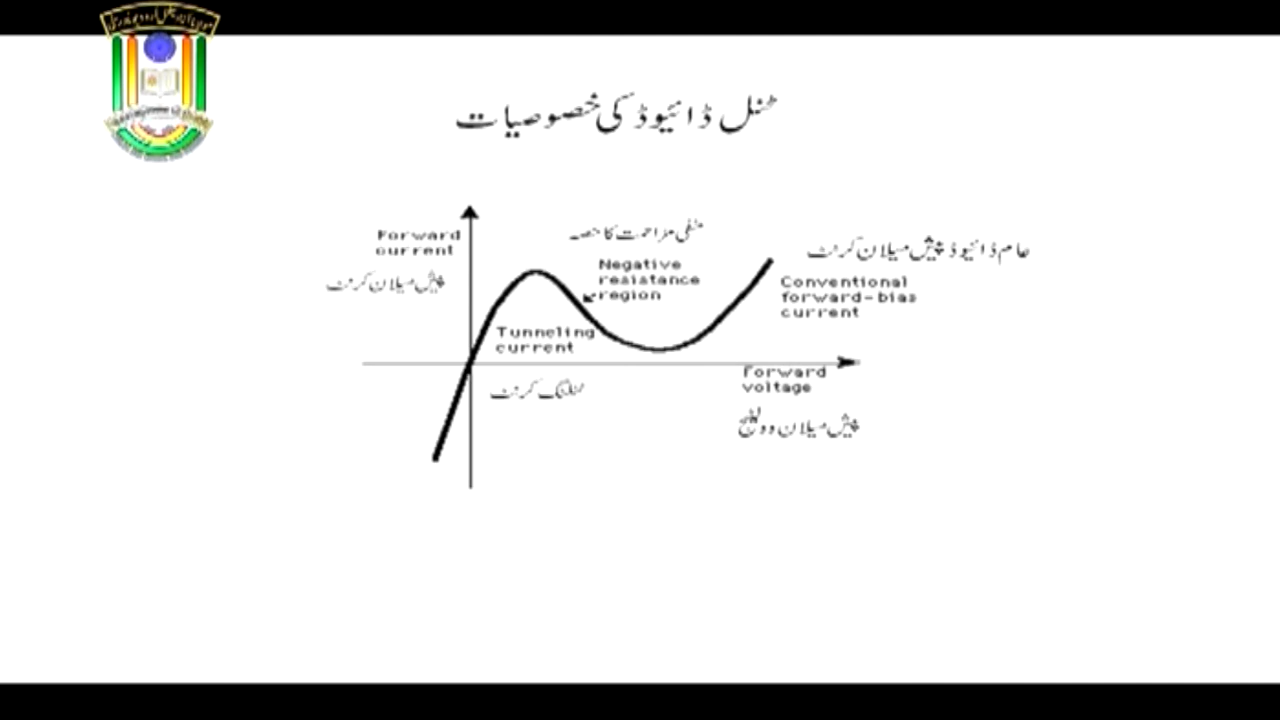 ٹنل ڈائیوڈ کی خصوصیات
Forward
current
پیش میلان کرنٹ
منفی مزاحمت کا حصہ
Negative
resistance
region
عام ڈائیوڈ پیش میلان کرنٹ
Conventional
forward-bias
current
Tunneling
current
ٹنلنگ کرنٹ
Forward
voltage
پیش میلان وولٹیج